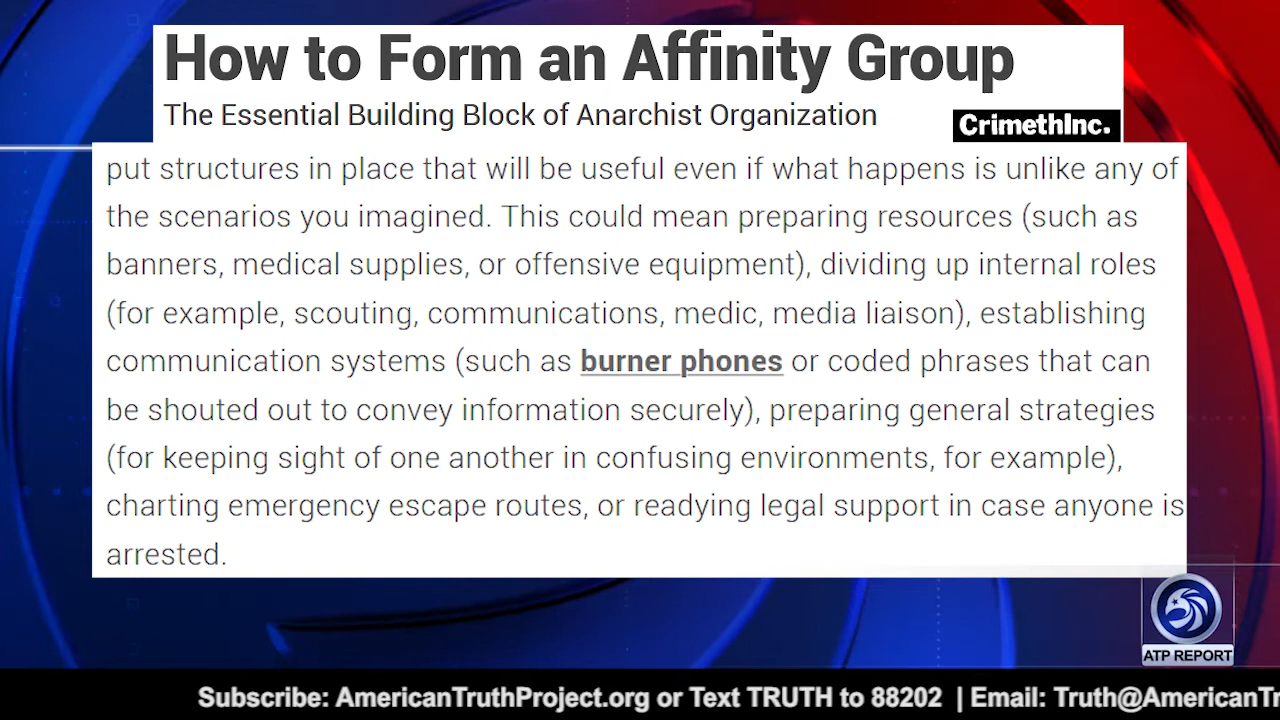 How to Form an Affinity Group
The Essential Building Block of Anarchist Organization
CrimethInc.
put structures in place that will be useful even if what happens is unlike any of
the scenarios you imagined. This could mean preparing resources (such as
banners, medical supplies, or offensive equipment), dividing up internal roles
(for example, scouting, communications, medic, media liaison), establishing
communication systems (such as burner phones or coded phrases that can
be shouted out to convey information securely), preparing general strategies
(for keeping sight of one another in confusing environments, for example),
charting emergency escape routes, or readying legal support in case anyone is
arrested.
ATP REPORT
Subscribe: AmericanTruthProject.org or Text TRUTH to 88202 | Email: Truth@AmericanTr